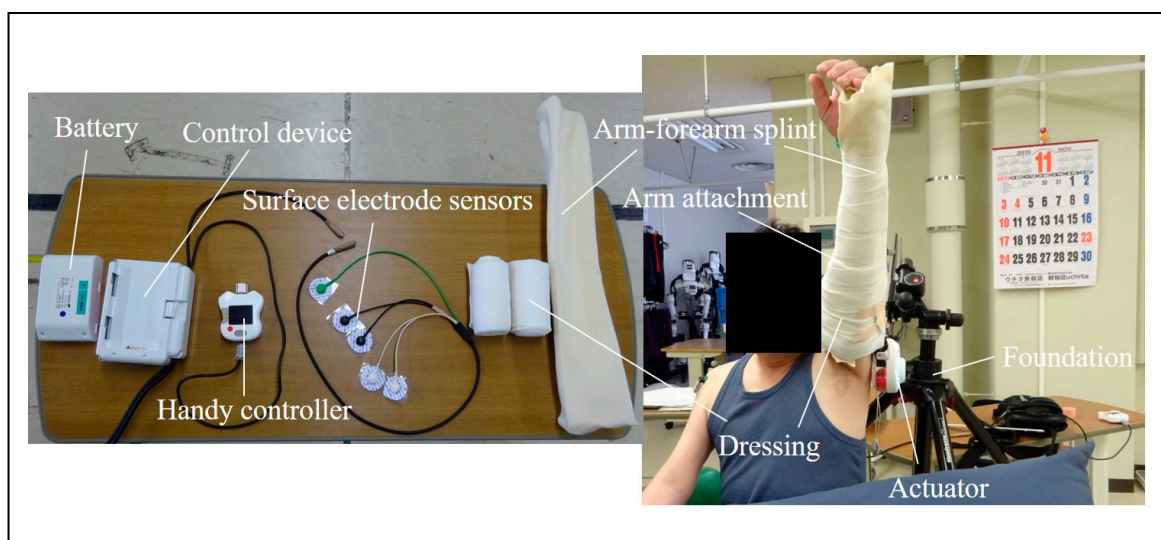 Battery
Control device
Surface electrode sensors
Handy controller
Arm-forearm splint
Arm attachment
Dressing
Foundation
Actuator
2019 11 NOV
1 2
3 4 5 6 7 8 9
10 11 12 13 14 15 16
17 18 19 20 21 22 23
24 25 26 27 28 29 30